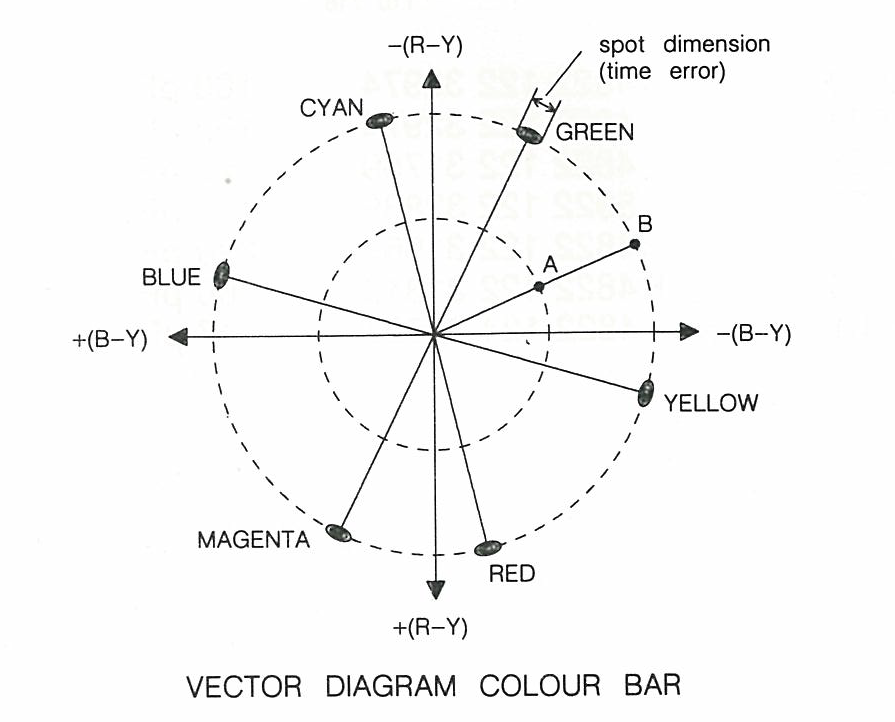 −(R−Y)
spot dimension
(time error)
CYAN
GREEN
B
A
BLUE
+(B−Y)
−(B−Y)
YELLOW
MAGENTA
RED
+(R−Y)
VECTOR DIAGRAM COLOUR BAR